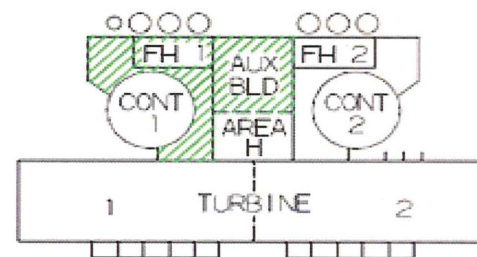 FH 1
AUX
BLD
FH 2
CONT
1
AREA
H
CONT
2
1
TURBINE
2